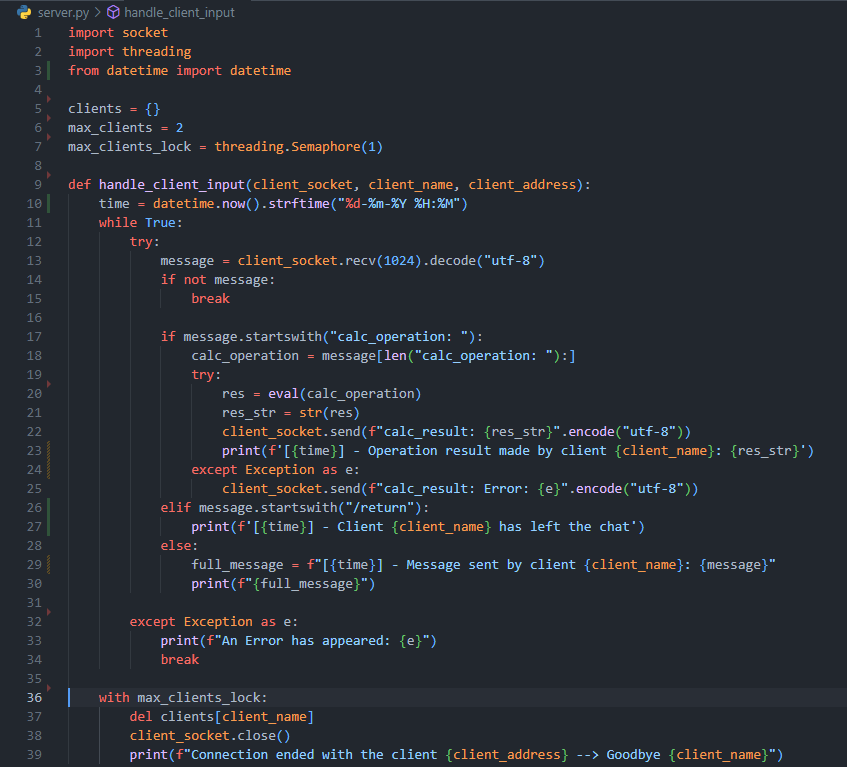 server.py > handle_client_input
1 import socket
2 import threading
3 from datetime import datetime
4
5 clients = {}
6 max_clients = 2
7 max_clients_lock = threading.Semaphore(1)
8
9 def handle_client_input(client_socket, client_name, client_address):
10     time = datetime.now().strftime("%d-%m-%Y %H:%M")
11     while True:
12         try:
13             message = client_socket.recv(1024).decode("utf-8")
14             if not message:
15                 break
16
17             if message.startswith("calc_operation: "):
18                 calc_operation = message[len("calc_operation: "):]
19                 try:
20                     res = eval(calc_operation)
21                     res_str = str(res)
22                     client_socket.send(f"calc_result: {res_str}".encode("utf-8"))
23                     print(f'[{time}] - Operation result made by client {client_name}: {res_str}')
24                 except Exception as e:
25                     client_socket.send(f"calc_result: Error: {e}".encode("utf-8"))
26             elif message.startswith("/return"):
27                 print(f'[{time}] - Client {client_name} has left the chat')
28             else:
29                 full_message = f"[{time}] - Message sent by client {client_name}: {message}"
30                 print(f"{full_message}")
31
32         except Exception as e:
33             print(f"An Error has appeared: {e}")
34             break
35
36     with max_clients_lock:
37         del clients[client_name]
38         client_socket.close()
39         print(f"Connection ended with the client {client_address} --> Goodbye {client_name}")